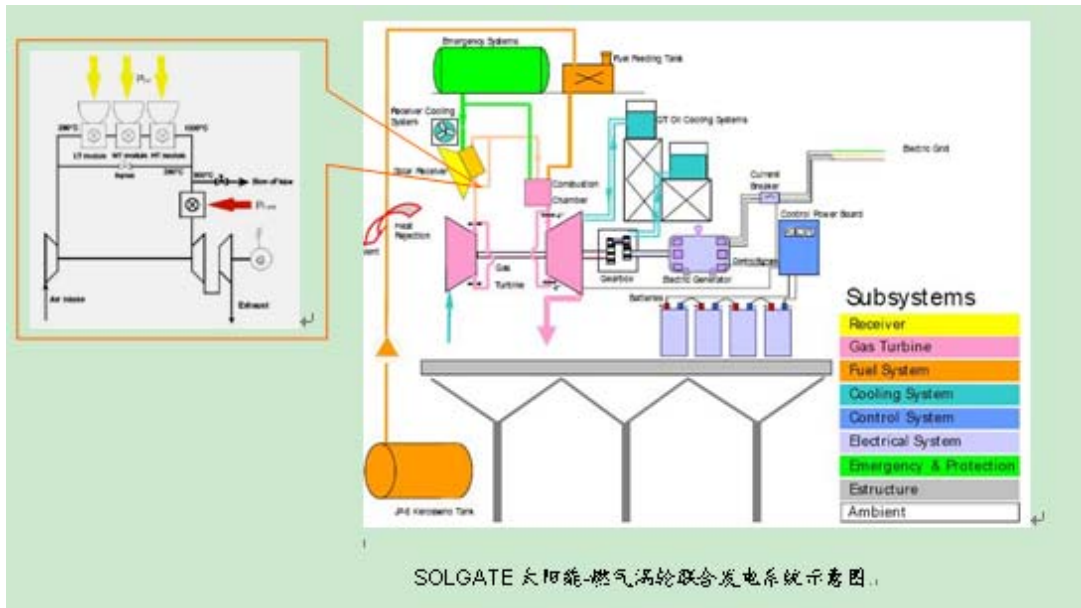 Emergency Systems
Fuel Feeding Tank
Receiver Cooling
System
G/T Oil Cooling Systems
Solar Receiver
Combustion
Chamber
Heat
Rejection
Gas
Turbine
Gearbox
Electric Generator
Current
Breaker
Electric Grid
Control Power Board
Batteries
JP-8 Kerosene Tank
LT module
MT module
HT module
Air intake
Exhaust
Subsystems
Receiver
Gas Turbine
Fuel System
Cooling System
Control System
Electrical System
Emergency & Protection
Estructure
Ambient
SOLGATE 太阳能-燃气涡轮联合发电系统示意图